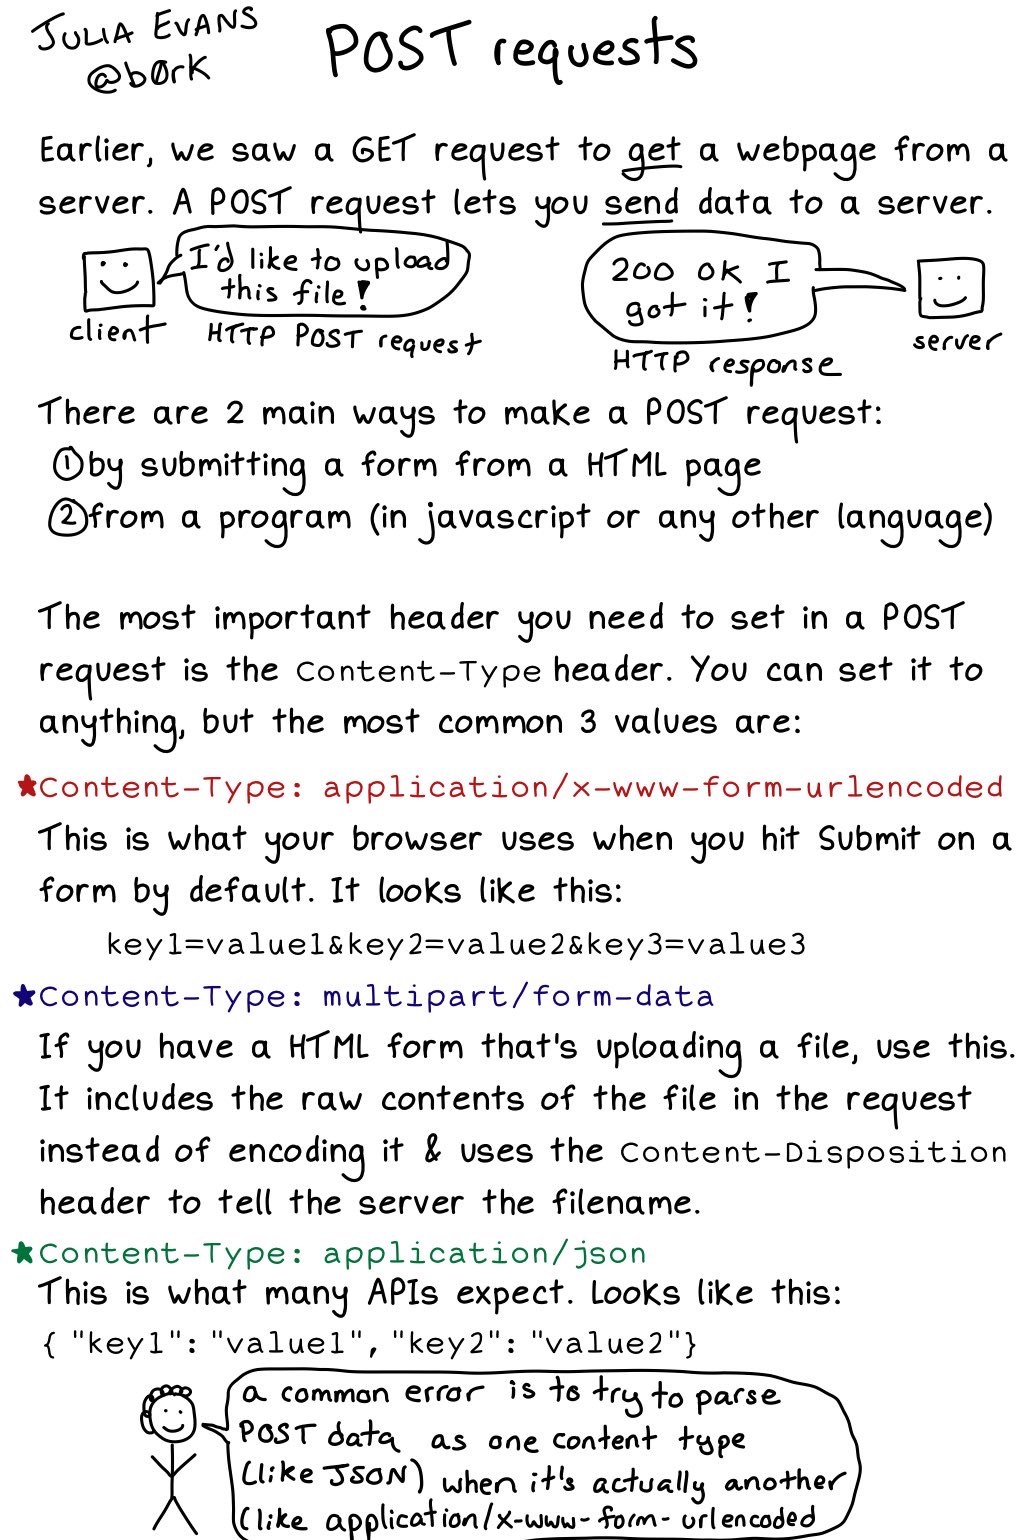 JULIA EVANS
@b0rk
POST requests
Earlier, we saw a GET request to get a webpage from a
server. A POST request lets you send data to a server.
I'd like to upload
this file!
client
HTTP POST request
200 OK I
got it!
HTTP response
server
There are 2 main ways to make a POST request:
① by submitting a form from a HTML page
② from a program (in javascript or any other language)
The most important header you need to set in a POST
request is the Content-Type header. You can set it to
anything, but the most common 3 values are:
★Content-Type: application/x-www-form-urlencoded
This is what your browser uses when you hit Submit on a
form by default. It looks like this:
key1=value1&key2=value2&key3=value3
★Content-Type: multipart/form-data
If you have a HTML form that's uploading a file, use this.
It includes the raw contents of the file in the request
instead of encoding it & uses the Content-Disposition
header to tell the server the filename.
★Content-Type: application/json
This is what many APIs expect. Looks like this:
{ "key1": "value1", "key2": "value2"}
a common error is to try to parse
POST data as one content type
(like JSON) when it's actually another
(like application/x-www-form-urlencoded